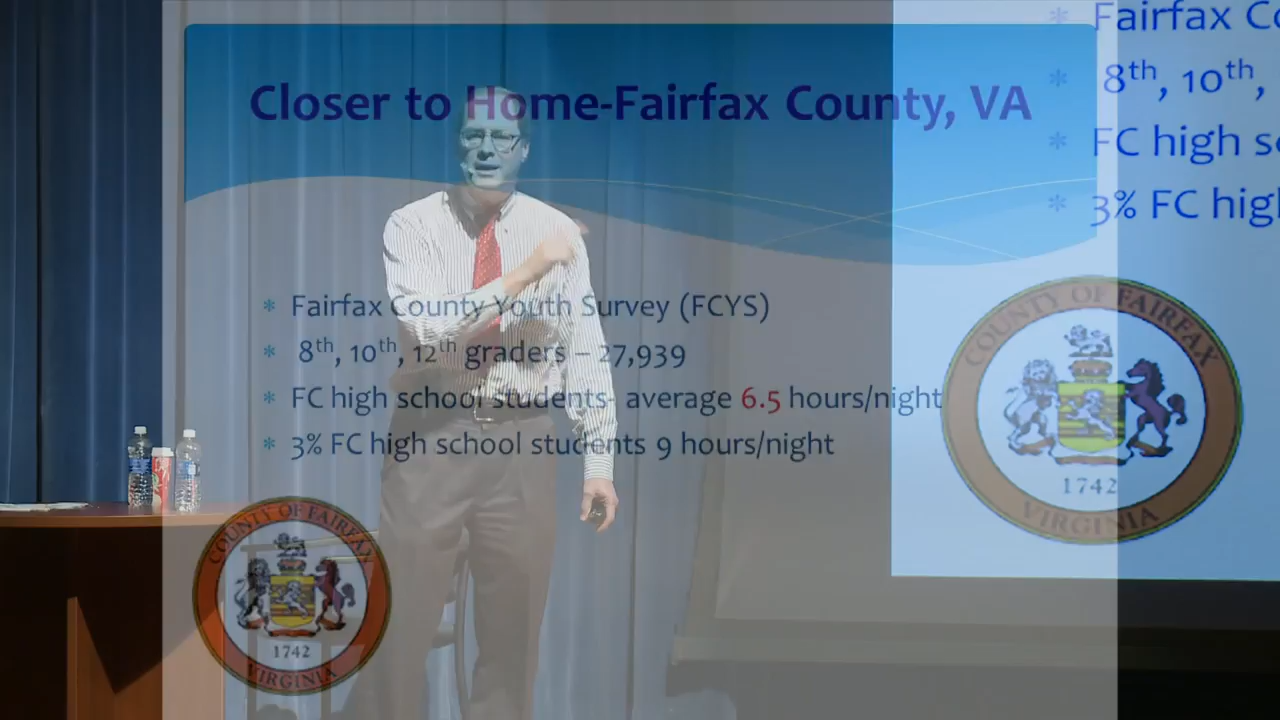 Closer to Home-Fairfax County, VA
* Fairfax County Youth Survey (FCYS)
* 8th, 10th, 12th graders – 27,939
* FC high school students- average 6.5 hours/night
* 3% FC high school students 9 hours/night
COUNTY OF FAIRFAX
1742
VIRGINIA
* Fairfax Co
* 8th, 10th,
* FC high s
* 3% FC hig
COUNTY OF FAIRFAX
1742
VIRGINIA